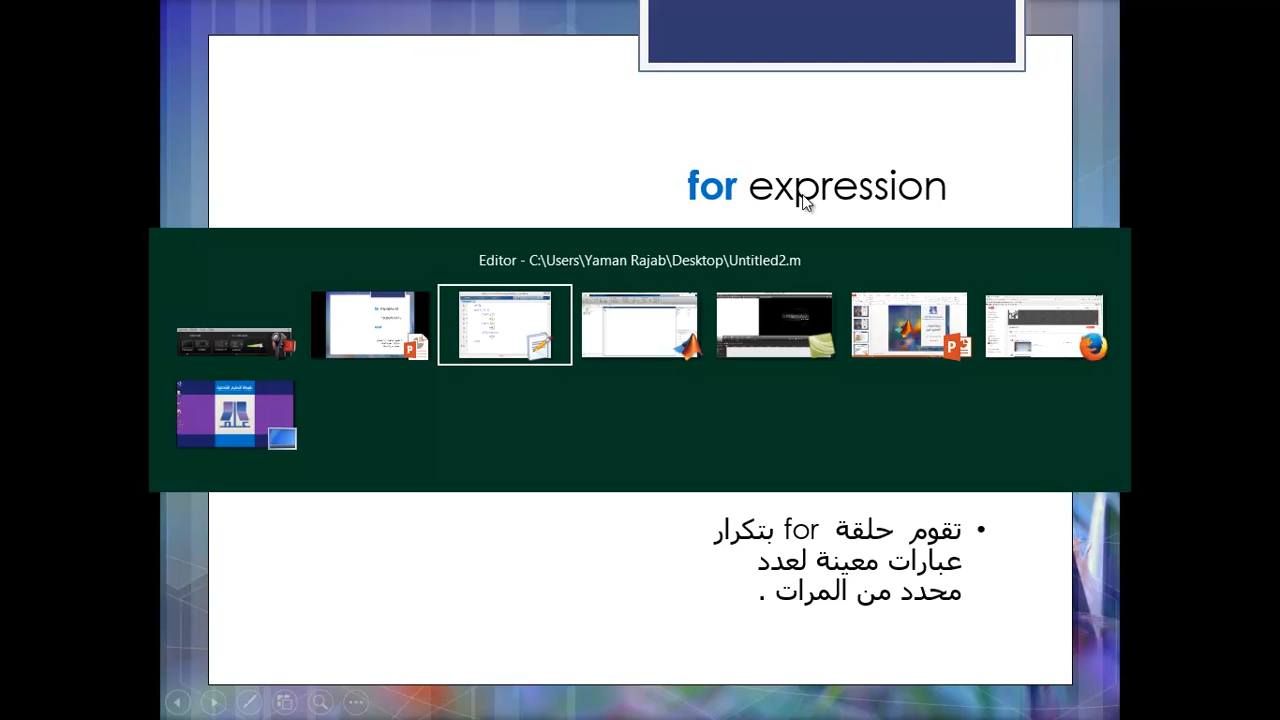 for expression
Editor - C:\Users\Yaman Rajab\Desktop\Untitled2.m
تقوم حلقة for بتكرار
عبارات معينة لعدد
محدد من المرات .